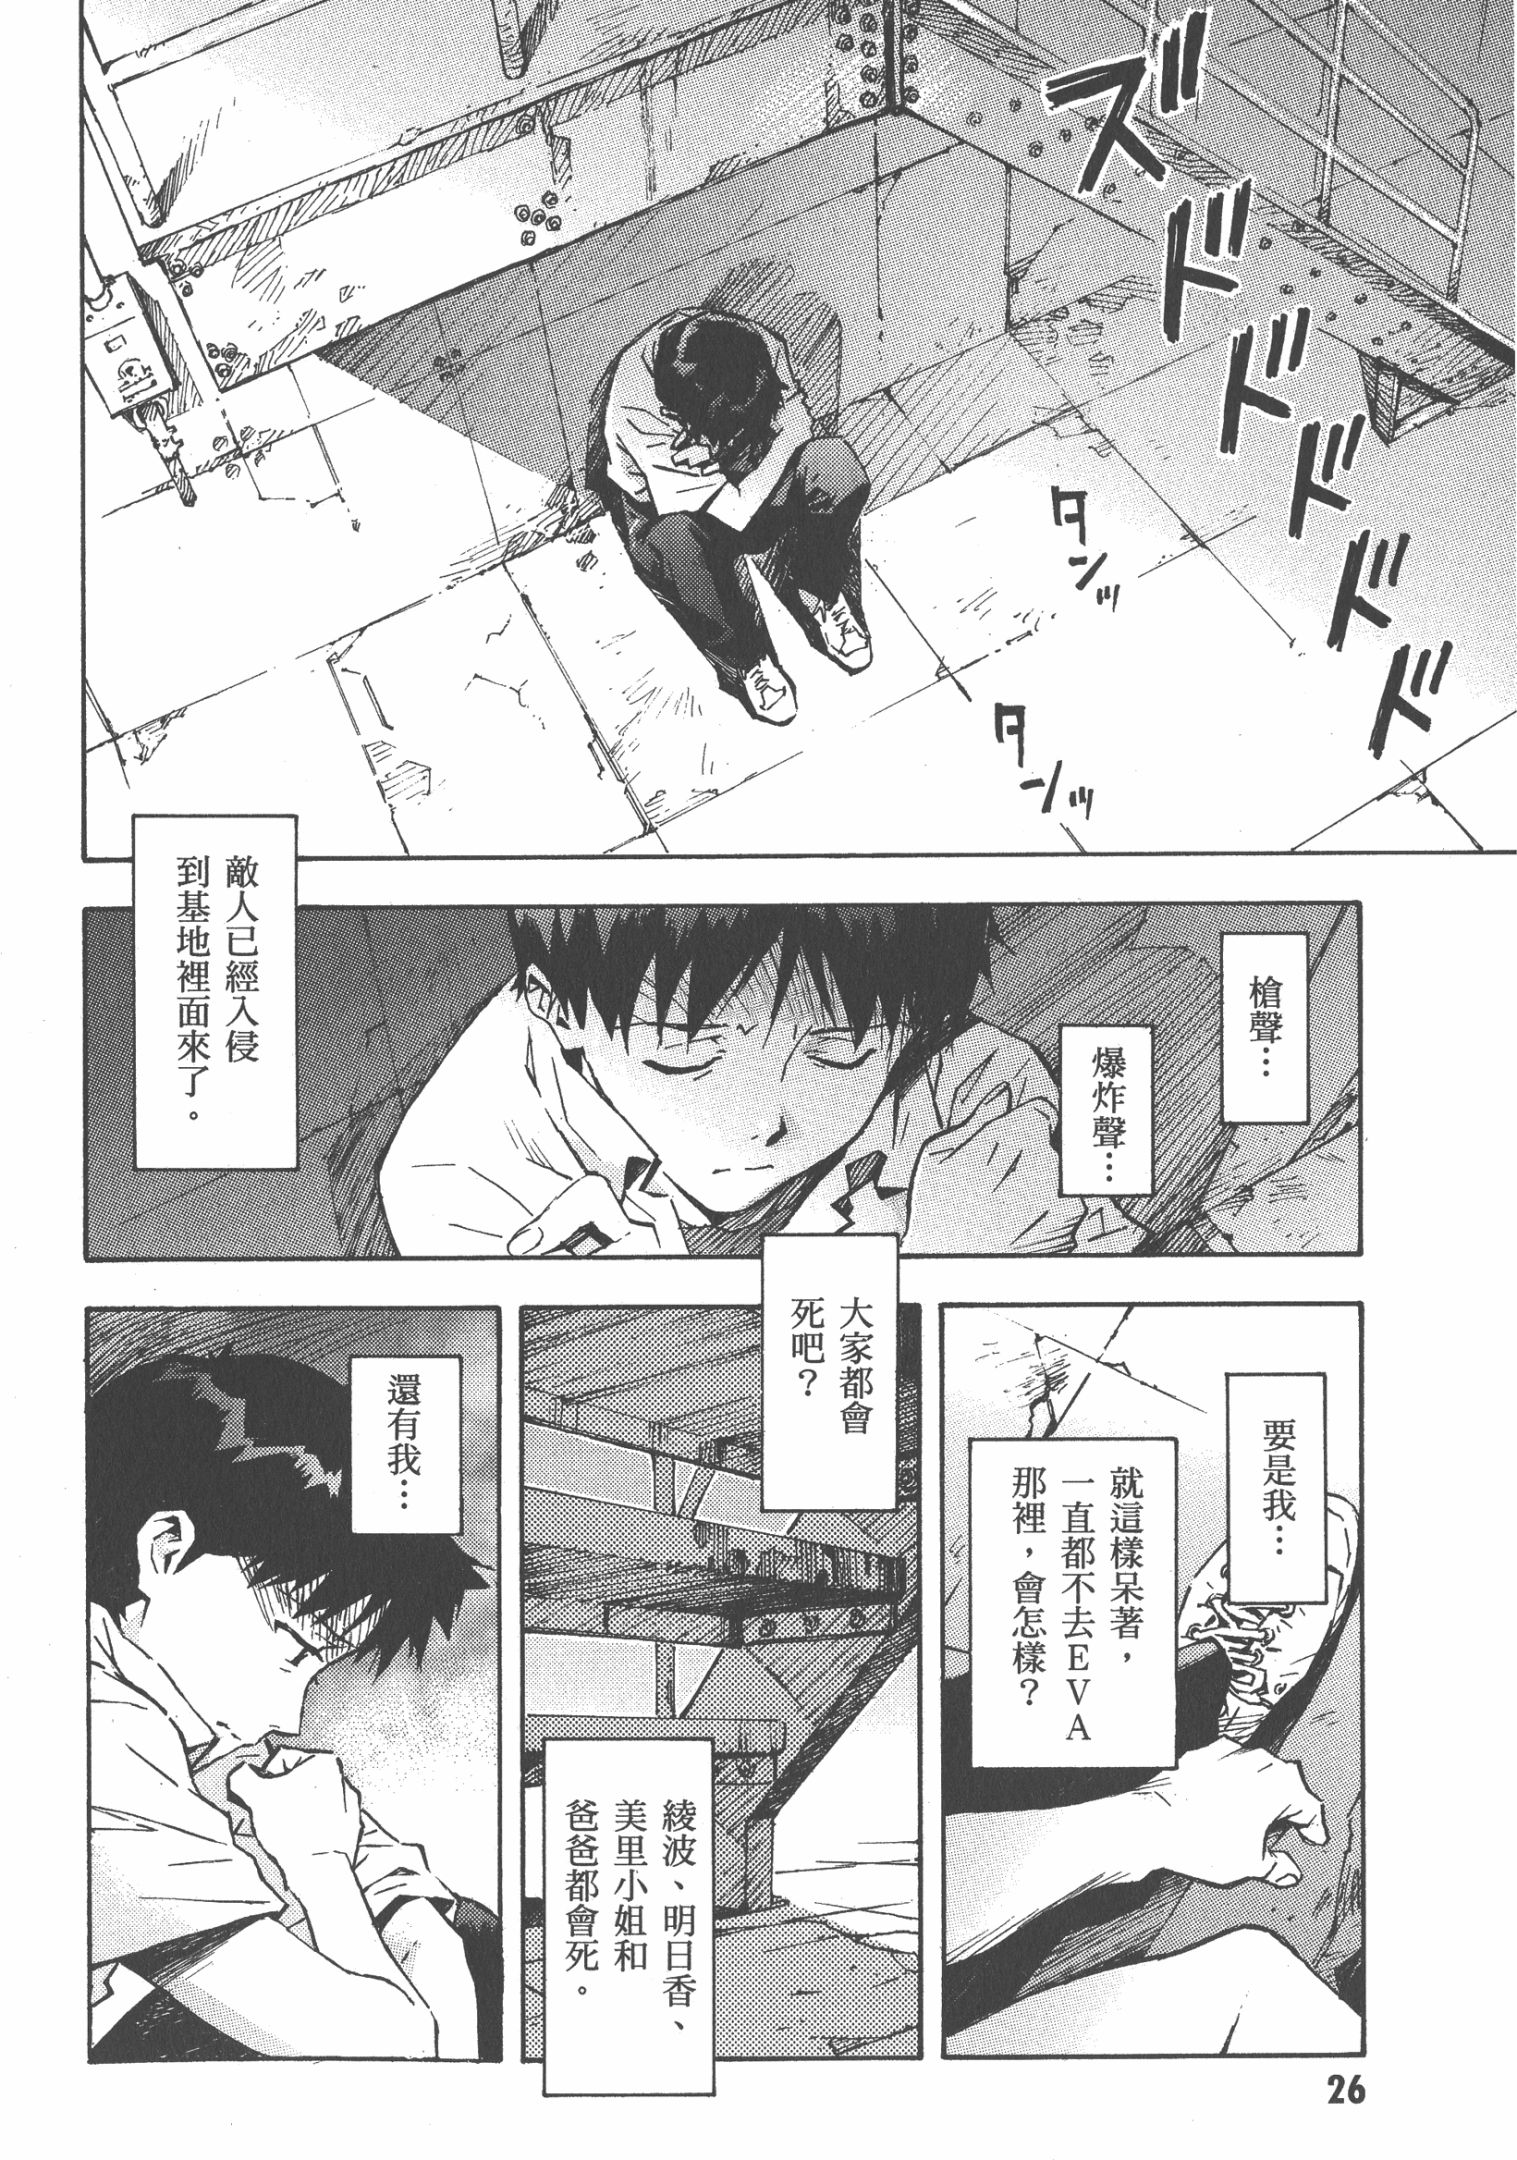 ズドドドドドド
タンッ
タンッ
槍聲…
爆炸聲…
敵人已經入侵
到基地裡面來了。
要是我…
就這樣呆著，
一直都不去EVA
那裡，會怎樣？
大家都會
死吧？
綾波、明日香、
美里小姐和
爸爸都會死。
還有我…
26